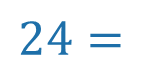 24 =